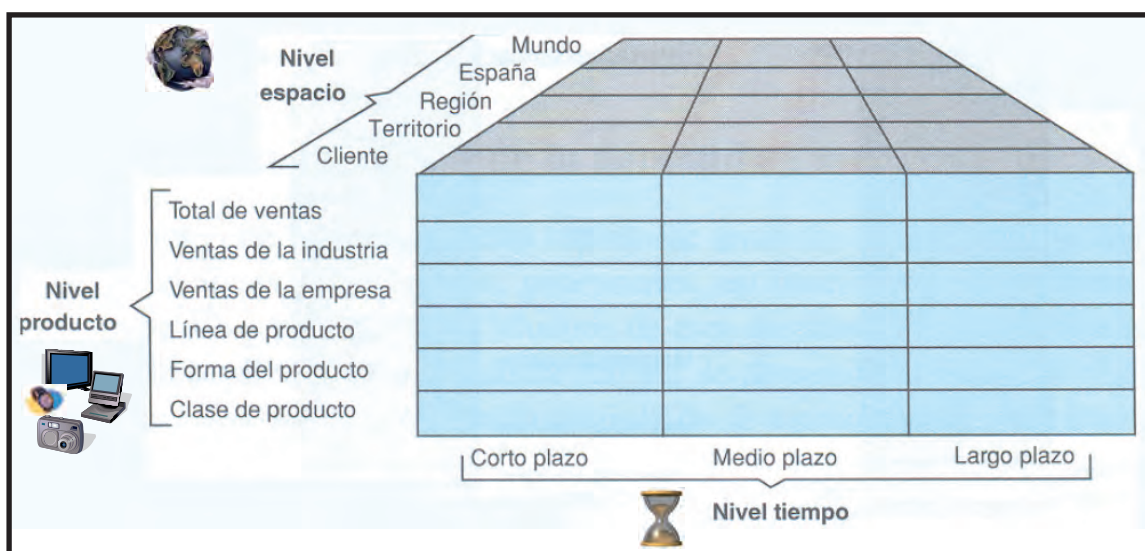 Nivel
espacio
Mundo
España
Región
Territorio
Cliente
Nivel
producto
Total de ventas
Ventas de la industria
Ventas de la empresa
Línea de producto
Forma del producto
Clase de producto
Corto plazo
Medio plazo
Largo plazo
Nivel tiempo